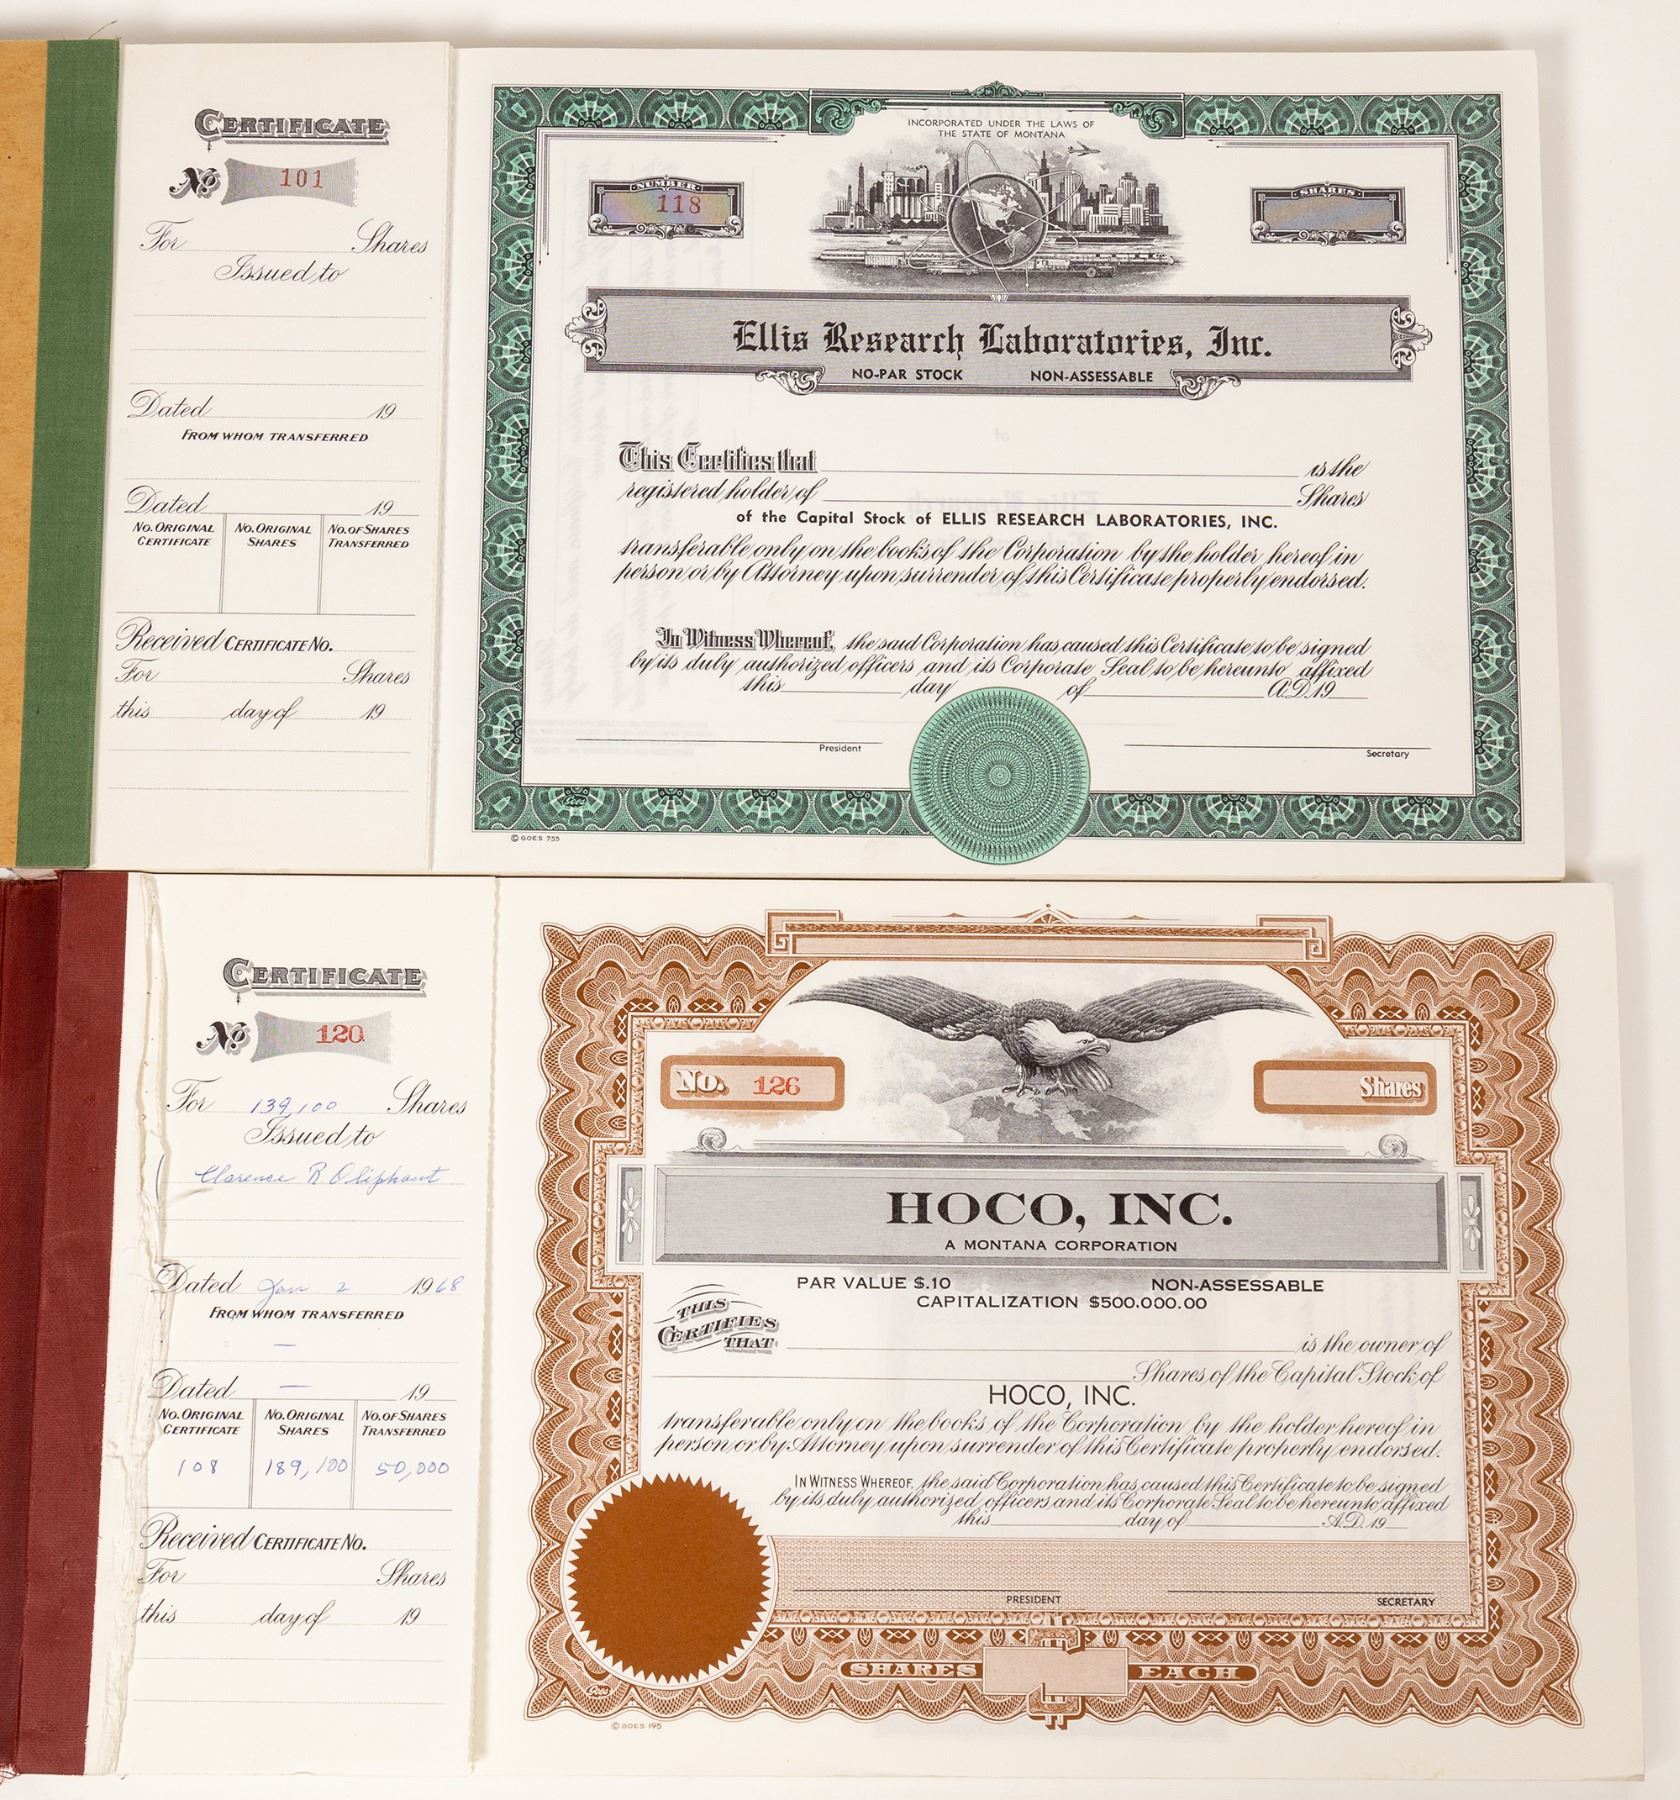 CERTIFICATE
No 101
For Shares
Issued to
Dated 19
FROM WHOM TRANSFERRED
Dated 19
NO. ORIGINAL CERTIFICATE NO. ORIGINAL SHARES NO. OF SHARES TRANSFERRED
Received CERTIFICATE NO.
For Shares
this day of 19
INCORPORATED UNDER THE LAWS OF
THE STATE OF MONTANA
NUMBER
118
SHARES
Ellis Research Laboratories, Inc.
NO-PAR STOCK NON-ASSESSABLE
This Certifies that is the
registered holder of Shares
of the Capital Stock of ELLIS RESEARCH LABORATORIES, INC.
transferable only on the books of the Corporation by the holder hereof in
person or by Attorney upon surrender of this Certificate properly endorsed.
In Witness Whereof, the said Corporation has caused this Certificate to be signed
by its duly authorized officers and its Corporate Seal to be hereunto affixed
this day of A.D. 19
President
Secretary
Goes
© GOES 755
CERTIFICATE
No 120
For 139,100 Shares
Issued to
Clarence R Oliphant
Dated Jan 2 1968
FROM WHOM TRANSFERRED
—
Dated — 19
NO. ORIGINAL CERTIFICATE NO. ORIGINAL SHARES NO. OF SHARES TRANSFERRED
108 189,100 50,000
Received CERTIFICATE NO.
For Shares
this day of 19
No. 126
Shares
HOCO, INC.
A MONTANA CORPORATION
PAR VALUE $.10 NON-ASSESSABLE
CAPITALIZATION $500.000.00
THIS
CERTIFIES
THAT
is the owner of
Shares of the Capital Stock of
HOCO, INC.
transferable only on the books of the Corporation by the holder hereof in
person or by Attorney upon surrender of this Certificate properly endorsed.
IN WITNESS WHEREOF, the said Corporation has caused this Certificate to be signed
by its duly authorized officers and its Corporate Seal to be hereunto affixed
this day of A.D. 19
PRESIDENT
SECRETARY
SHARES EACH
Goes
© GOES 195